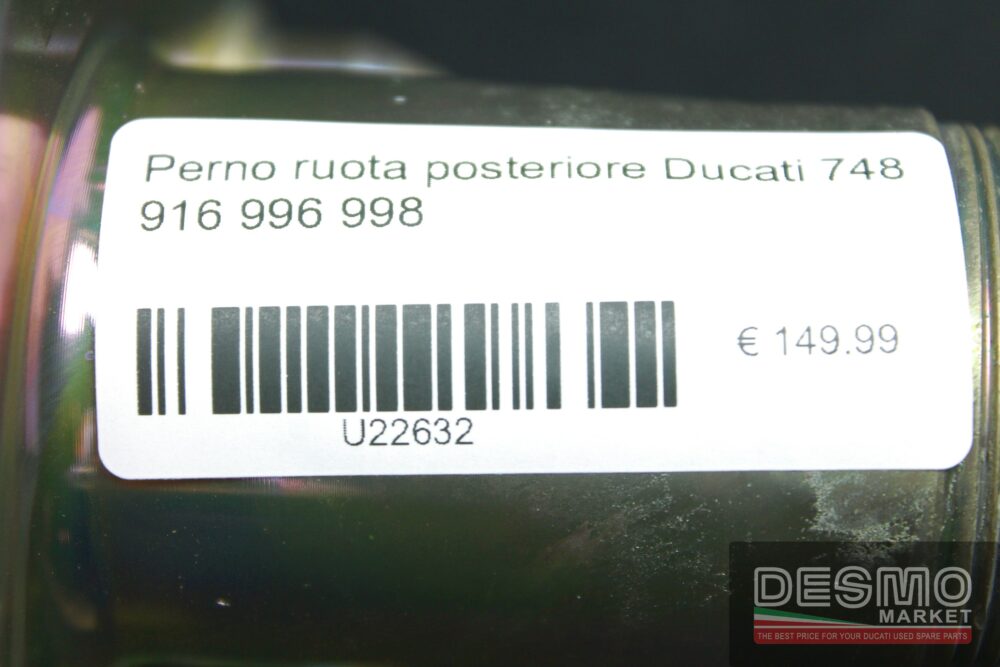 Perno ruota posteriore Ducati 748
916 996 998
€ 149.99
U22632
DESMO
MARKET
THE BEST PRICE FOR YOUR DUCATI USED SPARE PARTS